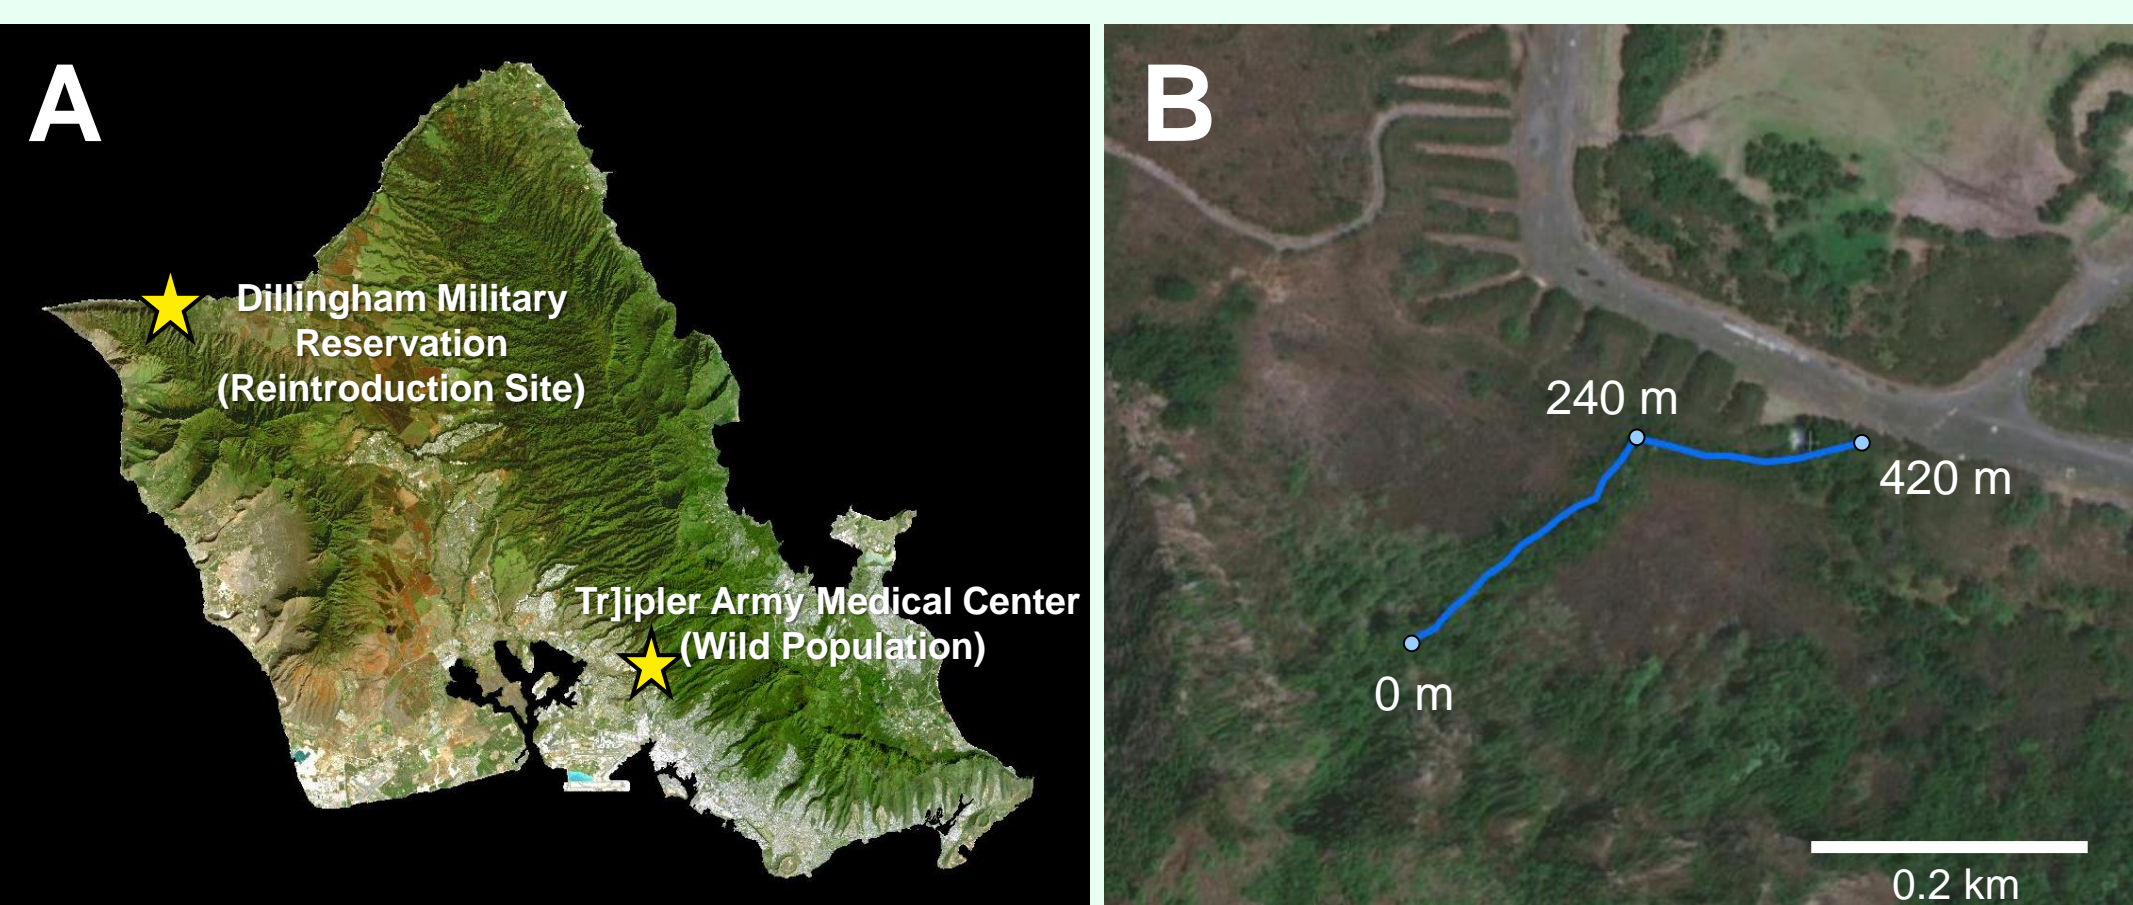 A
Dillingham Military
Reservation
(Reintroduction Site)
Tr]ipler Army Medical Center
(Wild Population)
B
240 m
420 m
0 m
0.2 km